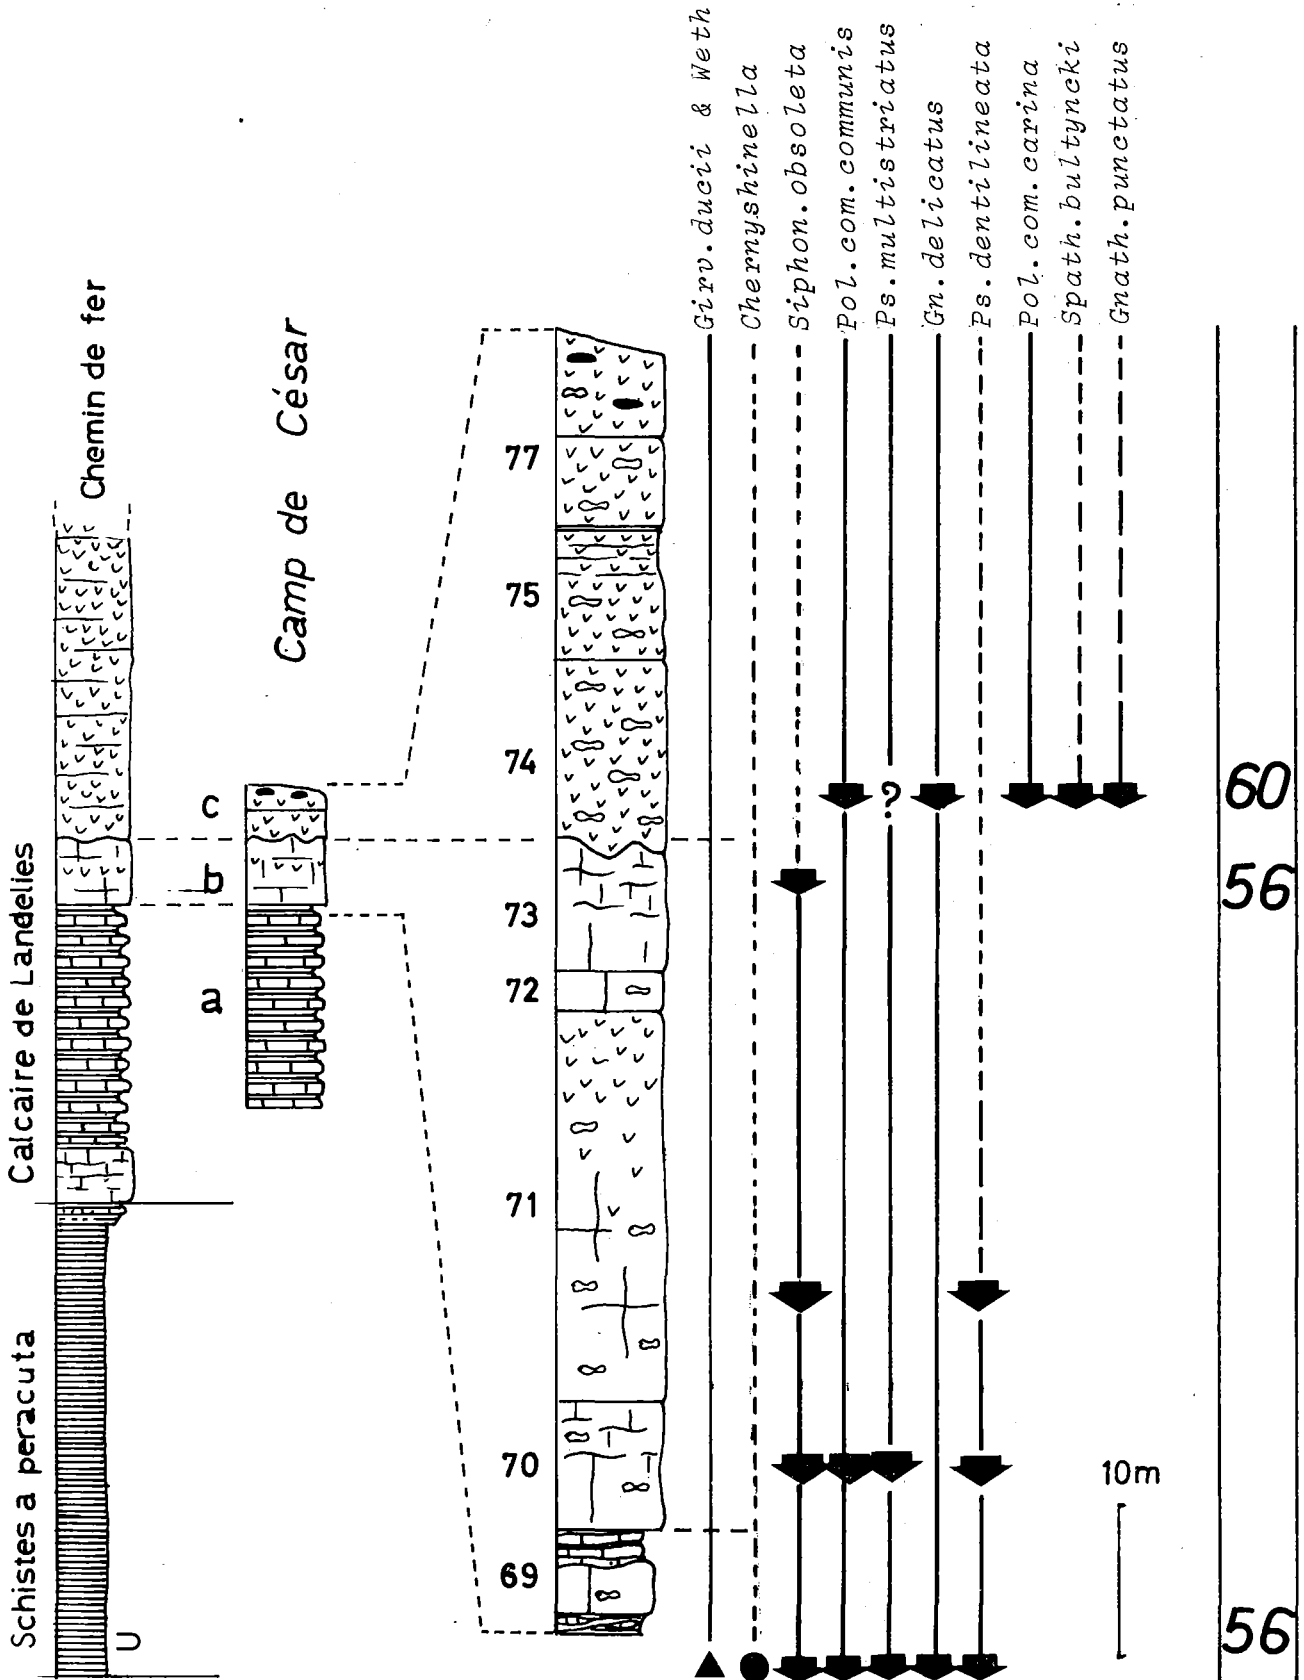 Girv.ducii & Weth
Chernyshinella
Siphon.obsoleta
Pol.com.communis
Ps.multistriatus
Gn.delicatus
Ps.dentilineata
Pol.com.carina
Spath.bultyncki
Gnath.punctatus
Chemin de fer
Camp de César
Calcaire de Landelies
Schistes a peracuta
c
b
a
77
75
74
73
72
71
70
69
?
60
56
10m
56